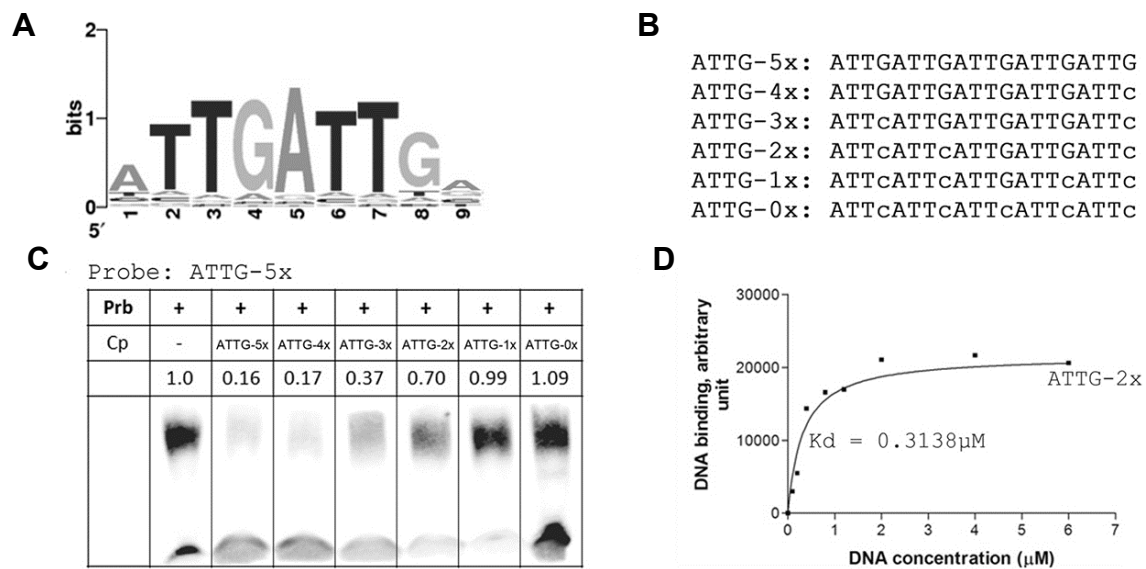 A
2
1
0
bits
A T T G A T T G A
1 2 3 4 5 6 7 8 9
5′
B
ATTG-5x: ATTGATTGATTGATTGATTG
ATTG-4x: ATTGATTGATTGATTGATTc
ATTG-3x: ATTcATTGATTGATTGATTc
ATTG-2x: ATTcATTcATTGATTGATTc
ATTG-1x: ATTcATTcATTGATTcATTc
ATTG-0x: ATTcATTcATTcATTcATTc
C
Probe: ATTG-5x
Prb + + + + + + +
Cp - ATTG-5x ATTG-4x ATTG-3x ATTG-2x ATTG-1x ATTG-0x
1.0 0.16 0.17 0.37 0.70 0.99 1.09
D
DNA binding, arbitrary
unit
30000
20000
10000
0
ATTG-2x
Kd = 0.3138µM
0 1 2 3 4 5 6 7
DNA concentration (µM)